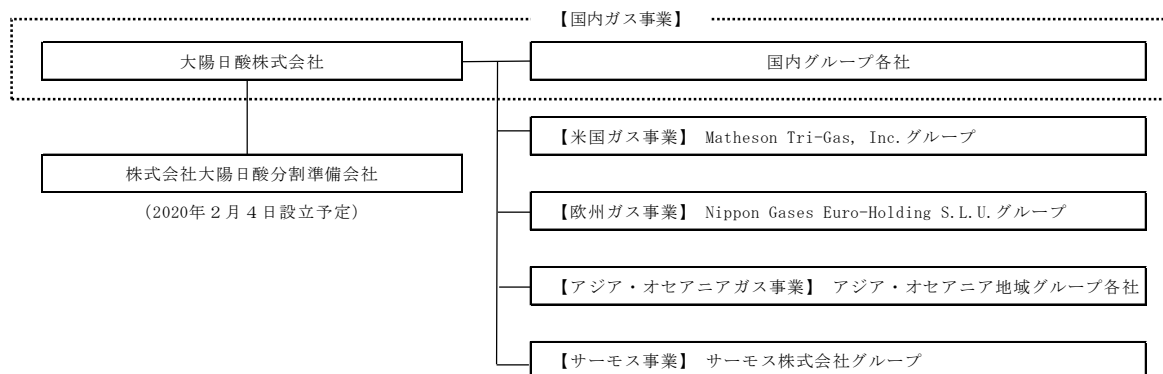 【国内ガス事業】
大陽日酸株式会社
国内グループ各社
【米国ガス事業】 Matheson Tri-Gas, Inc.グループ
株式会社大陽日酸分割準備会社
(2020年２月４日設立予定)
【欧州ガス事業】 Nippon Gases Euro-Holding S.L.U.グループ
【アジア・オセアニアガス事業】 アジア・オセアニア地域グループ各社
【サーモス事業】 サーモス株式会社グループ